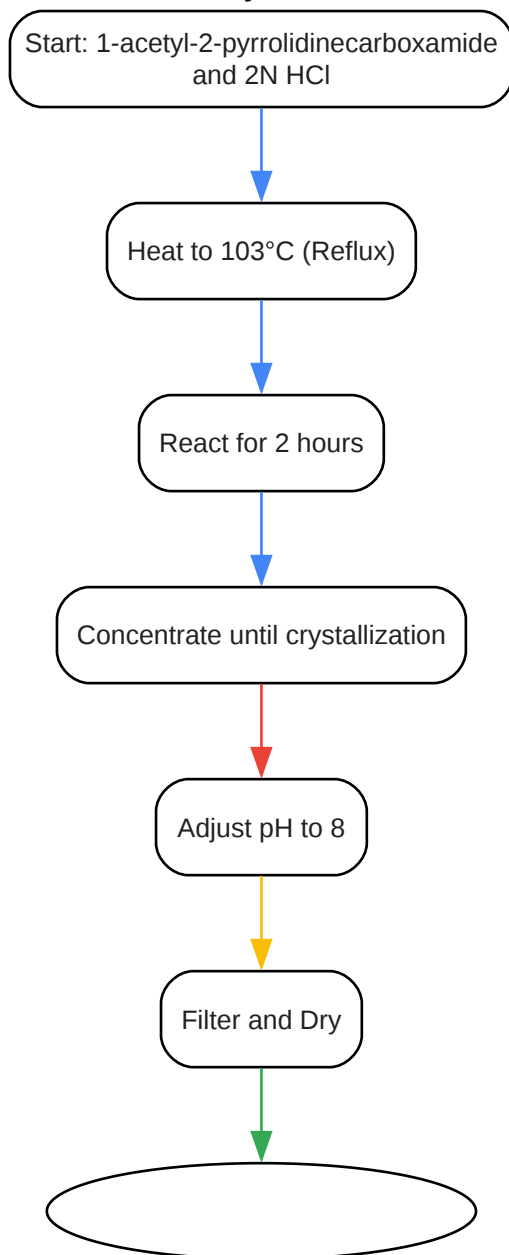 Start: 1-acetyl-2-pyrrolidinecarboxamide
and 2N HCl
Heat to 103°C (Reflux)
React for 2 hours
Concentrate until crystallization
Adjust pH to 8
Filter and Dry